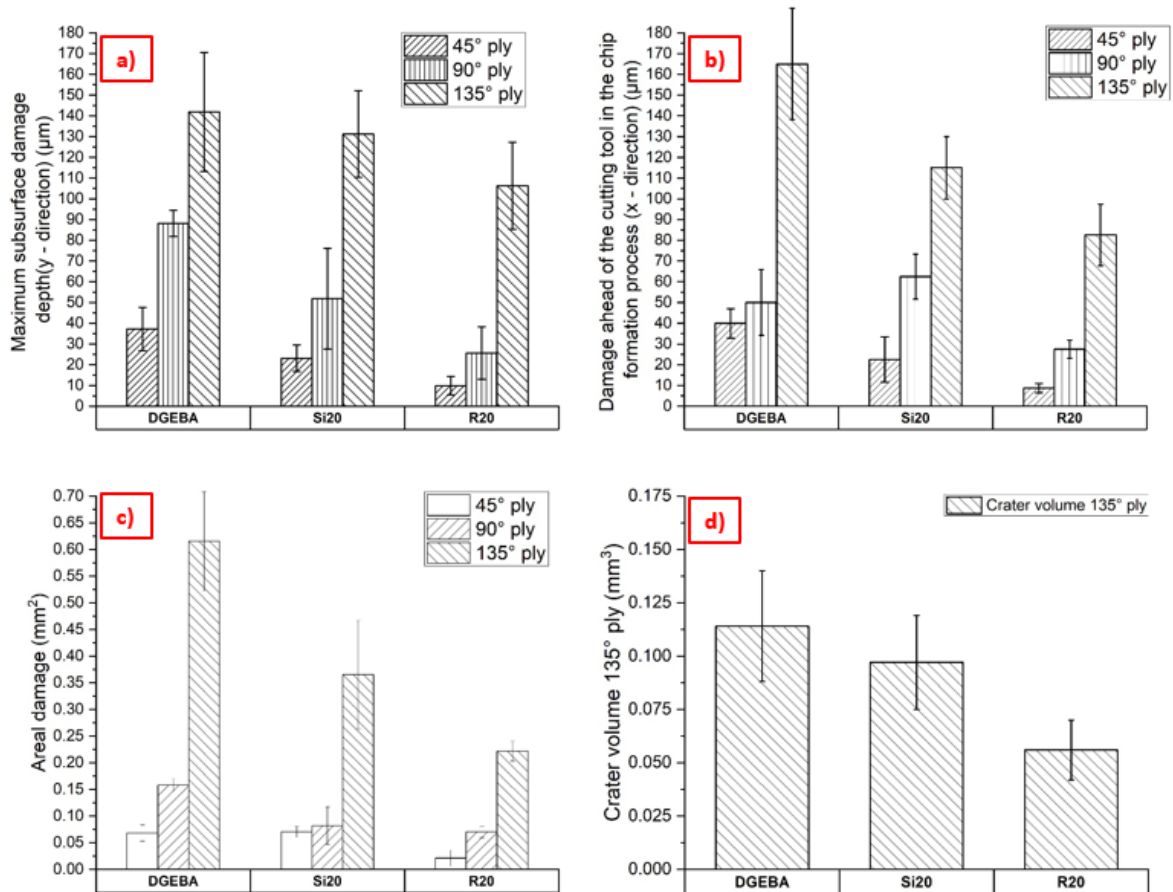 a)
Maximum subsurface damage
depth(y - direction) (µm)
180
170
160
150
140
130
120
110
100
90
80
70
60
50
40
30
20
10
0
45° ply
90° ply
135° ply
DGEBA
Si20
R20
b)
Damage ahead of the cutting tool in the chip
formation process (x - direction) (µm)
180
170
160
150
140
130
120
110
100
90
80
70
60
50
40
30
20
10
0
45° ply
90° ply
135° ply
DGEBA
Si20
R20
c)
Areal damage (mm²)
0.70
0.65
0.60
0.55
0.50
0.45
0.40
0.35
0.30
0.25
0.20
0.15
0.10
0.05
0.00
45° ply
90° ply
135° ply
DGEBA
Si20
R20
d)
Crater volume 135° ply (mm³)
0.175
0.150
0.125
0.100
0.075
0.050
0.025
0.000
Crater volume 135° ply
DGEBA
Si20
R20